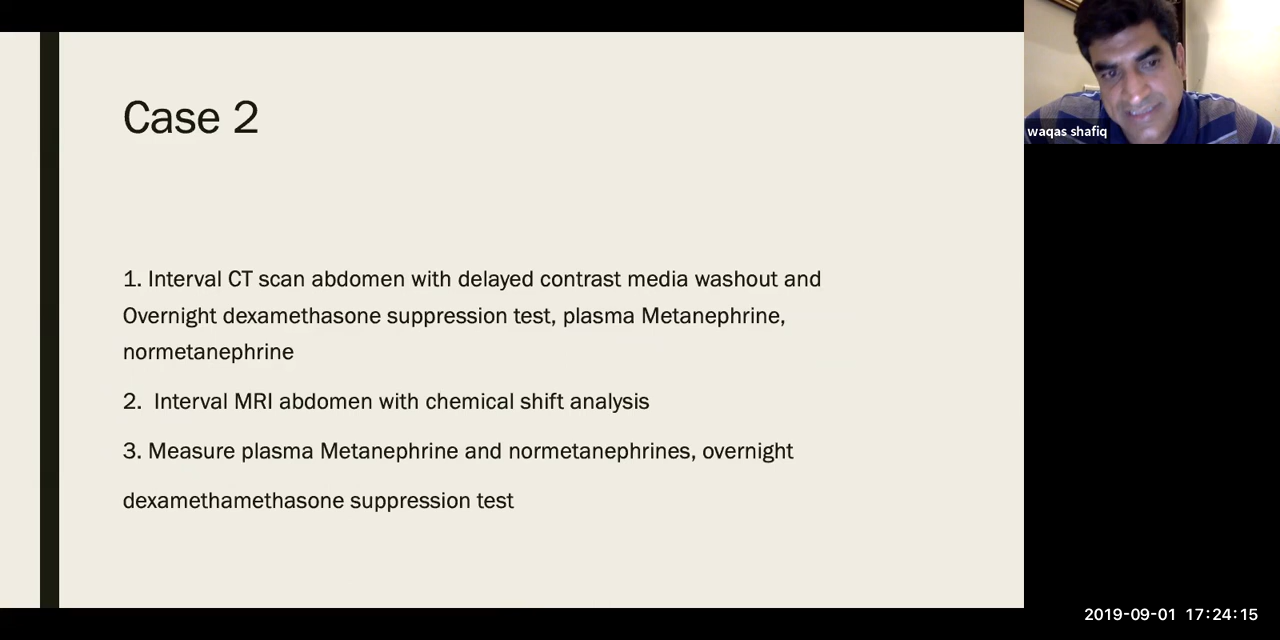 Case 2
1. Interval CT scan abdomen with delayed contrast media washout and
Overnight dexamethasone suppression test, plasma Metanephrine,
normetanephrine
2. Interval MRI abdomen with chemical shift analysis
3. Measure plasma Metanephrine and normetanephrines, overnight
dexamethamethasone suppression test
waqas shafiq
2019-09-01 17:24:15